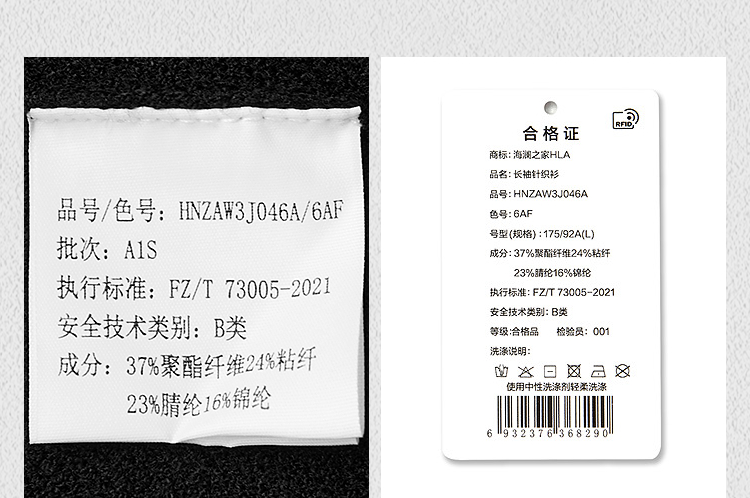 品号/色号: HNZAW3J046A/6AF
批次: A1S
执行标准: FZ/T 73005-2021
安全技术类别: B类
成分: 37%聚酯纤维24%粘纤
23%腈纶16%锦纶
合格证
RFID
商标: 海澜之家HLA
品名: 长袖针织衫
品号: HNZAW3J046A
色号: 6AF
号型(规格) : 175/92A(L)
成分: 37%聚酯纤维24%粘纤
23%腈纶16%锦纶
执行标准: FZ/T 73005-2021
安全技术类别: B类
等级:合格品 检验员: 001
洗涤说明:
使用中性洗涤剂轻柔洗涤
6 932376 368290